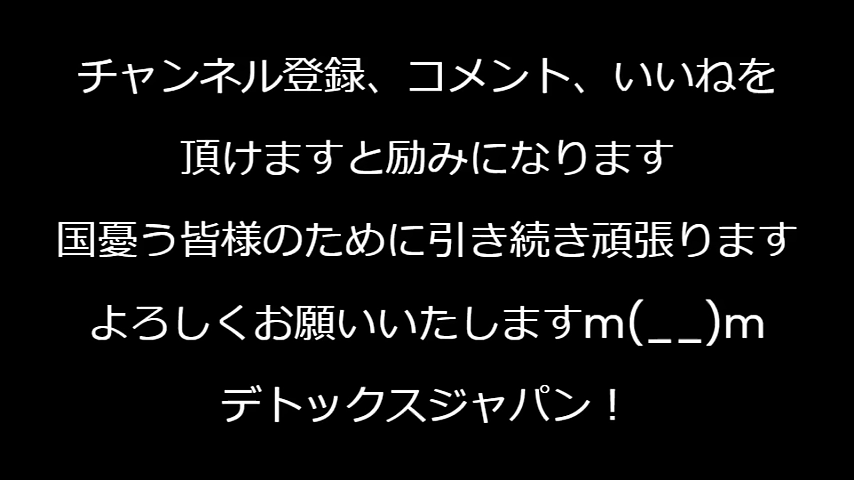 チャンネル登録、コメント、いいねを
頂けますと励みになります
国憂う皆様のために引き続き頑張ります
よろしくお願いいたしますm(__)m
デトックスジャパン！